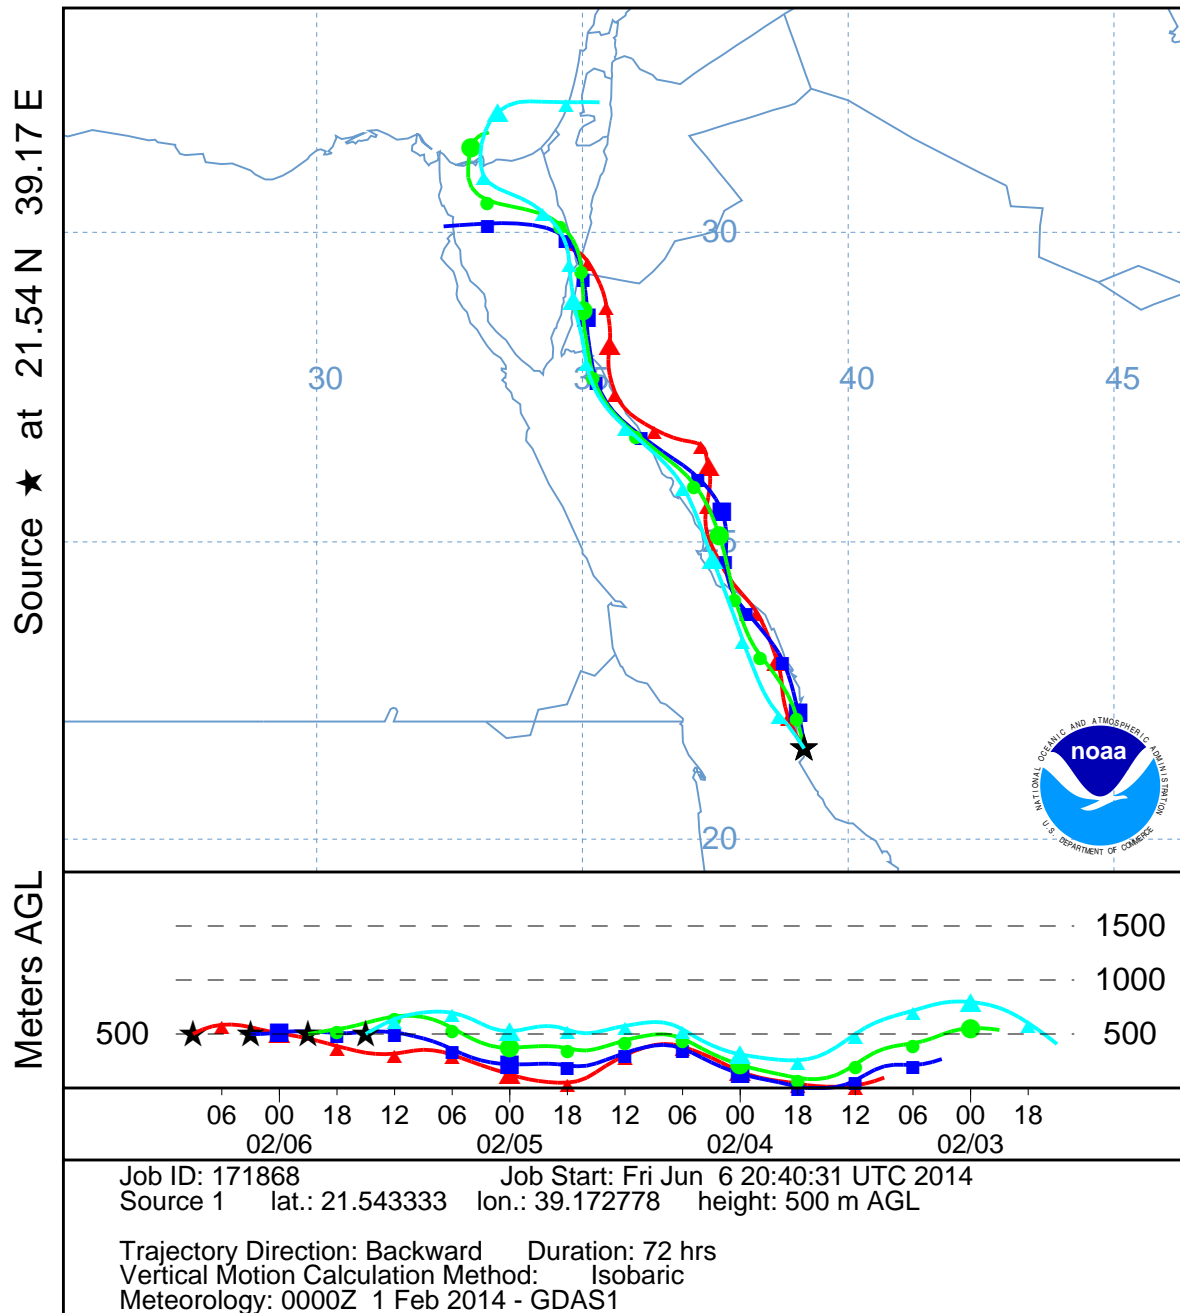 Source ★ at 21.54 N 39.17 E
30
30
35
40
45
25
20
NATIONAL OCEANIC AND ATMOSPHERIC ADMINISTRATION
noaa
U.S. DEPARTMENT OF COMMERCE
Meters AGL
1500
1000
500
500
06 00 18 12 06 00 18 12 06 00 18 12 06 00 18
02/06 02/05 02/04 02/03
Job ID: 171868 Job Start: Fri Jun 6 20:40:31 UTC 2014
Source 1 lat.: 21.543333 lon.: 39.172778 height: 500 m AGL
Trajectory Direction: Backward Duration: 72 hrs
Vertical Motion Calculation Method: Isobaric
Meteorology: 0000Z 1 Feb 2014 - GDAS1